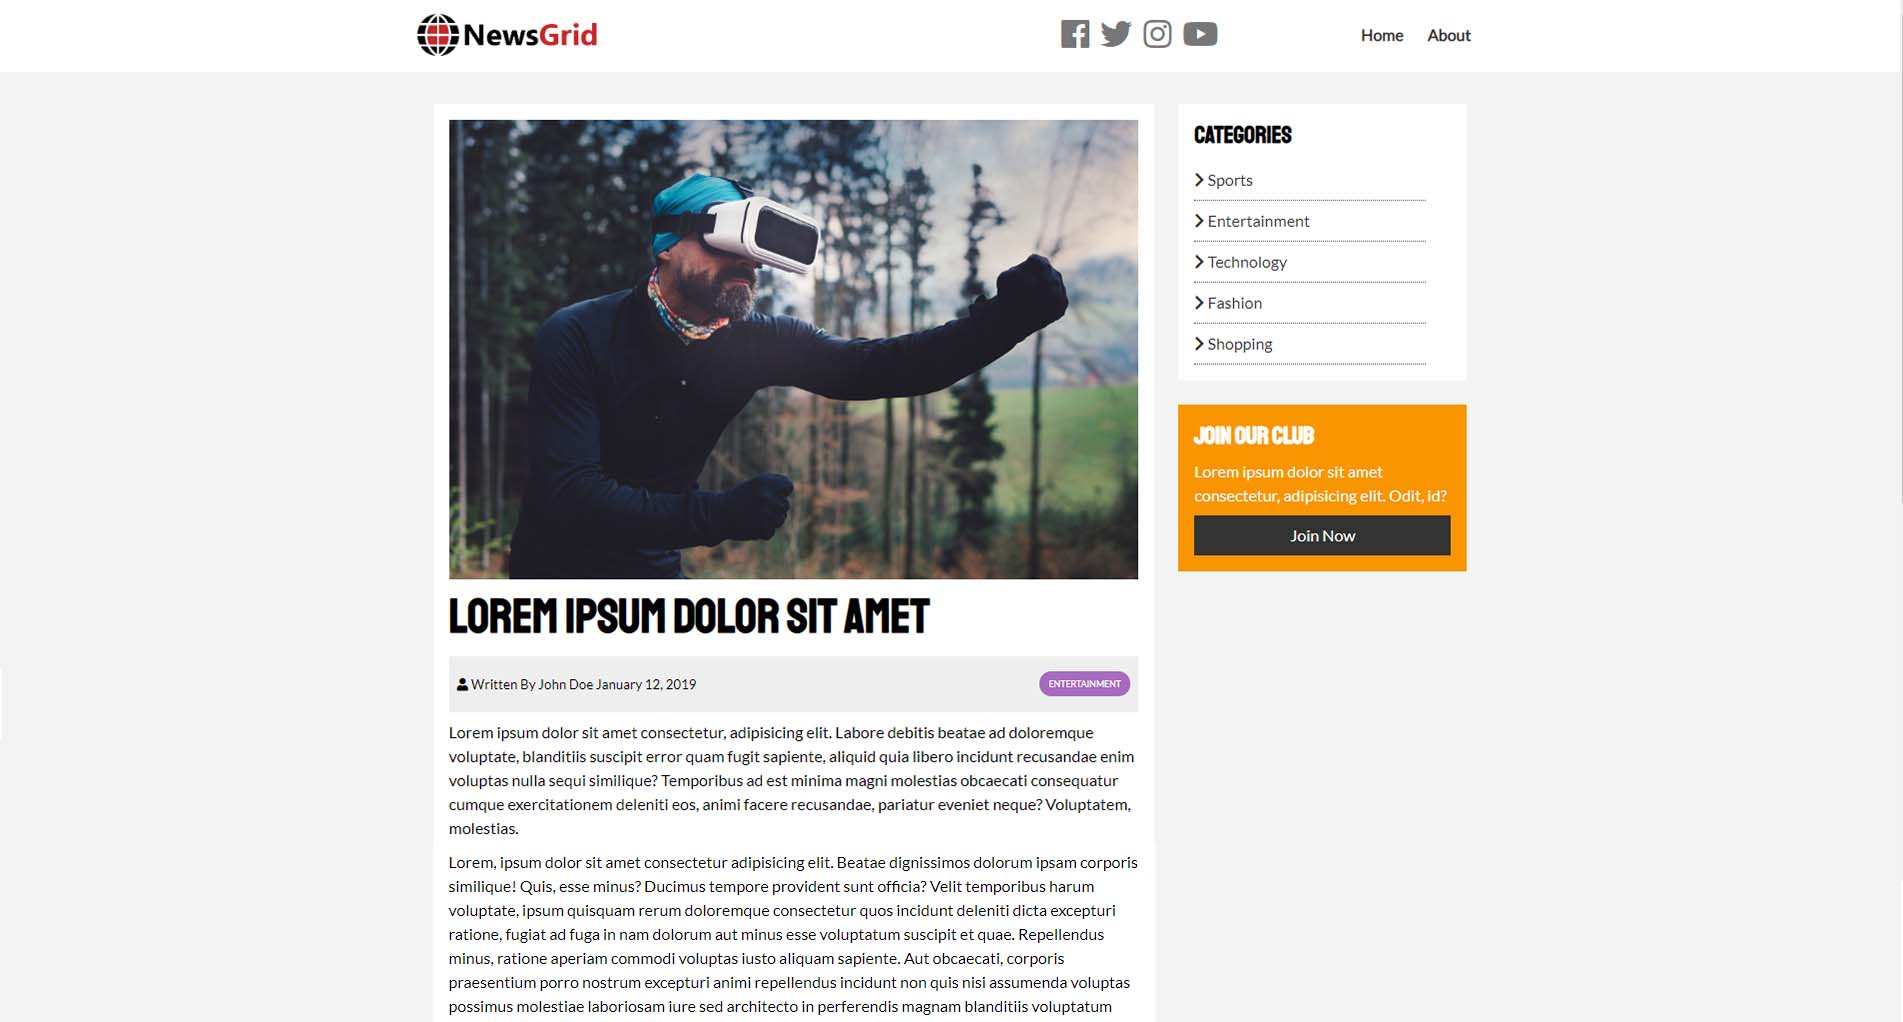 NewsGrid
Home About
LOREM IPSUM DOLOR SIT AMET
Written By John Doe January 12, 2019
ENTERTAINMENT
Lorem ipsum dolor sit amet consectetur, adipisicing elit. Labore debitis beatae ad doloremque
voluptate, blanditiis suscipit error quam fugit sapiente, aliquid quia libero incidunt recusandae enim
voluptas nulla sequi similique? Temporibus ad est minima magni molestias obcaecati consequatur
cumque exercitationem deleniti eos, animi facere recusandae, pariatur eveniet neque? Voluptatem,
molestias.
Lorem, ipsum dolor sit amet consectetur adipisicing elit. Beatae dignissimos dolorum ipsam corporis
similique! Quis, esse minus? Ducimus tempore provident sunt officia? Velit temporibus harum
voluptate, ipsum quisquam rerum doloremque consectetur quos incidunt deleniti dicta excepturi
ratione, fugiat ad fuga in nam dolorum aut minus esse voluptatum suscipit et quae. Repellendus
minus, ratione aperiam commodi voluptas iusto aliquam sapiente. Aut obcaecati, corporis
praesentium porro nostrum excepturi animi repellendus incidunt non quis nisi assumenda voluptas
possimus molestiae laboriosam iure sed architecto in perferendis magnam blanditiis voluptatum
CATEGORIES
Sports
Entertainment
Technology
Fashion
Shopping
JOIN OUR CLUB
Lorem ipsum dolor sit amet
consectetur, adipisicing elit. Odit, id?
Join Now